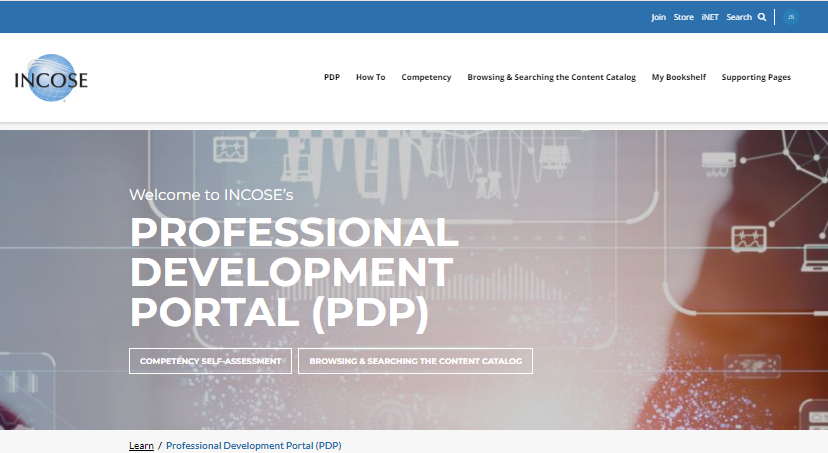 Join Store iNET Search JS
INCOSE
PDP How To Competency Browsing & Searching the Content Catalog My Bookshelf Supporting Pages
Welcome to INCOSE's
PROFESSIONAL
DEVELOPMENT
PORTAL (PDP)
COMPETENCY SELF-ASSESSMENT BROWSING & SEARCHING THE CONTENT CATALOG
Learn / Professional Development Portal (PDP)